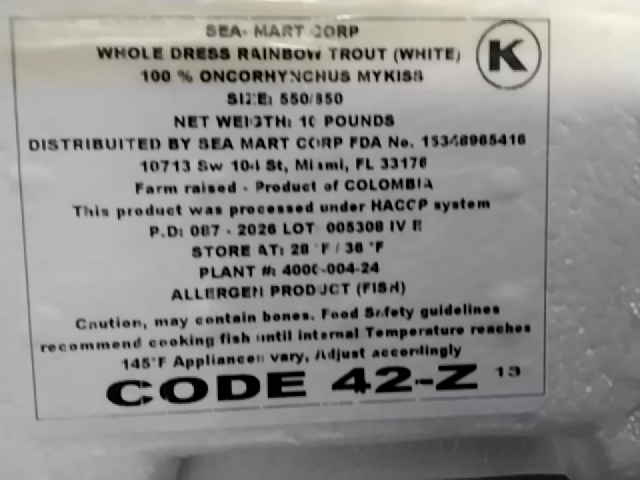 SEA- MART CORP
K
WHOLE DRESS RAINBOW TROUT (WHITE)
100 % ONCORHYNCHUS MYKISS
SIZE: 550/850
NET WEIGTH: 10 POUNDS
DISTRIBUITED BY SEA MART CORP FDA No. 15348965416
10713 Sw 104 St, Miami, FL 33176
Farm raised - Product of COLOMBIA
This product was processed under HACCP system
P.D: 087 - 2026 LOT 005308 IV
STORE AT: 28 °F / 36 °F
PLANT #: 4000-004-24
ALLERGEN PRODUCT (FISH)
Caution, may contain bones. Food Safety guidelines
recommend cooking fish until internal Temperature reaches
145°F Appliances vary, Adjust accordingly
CODE 42-Z 13